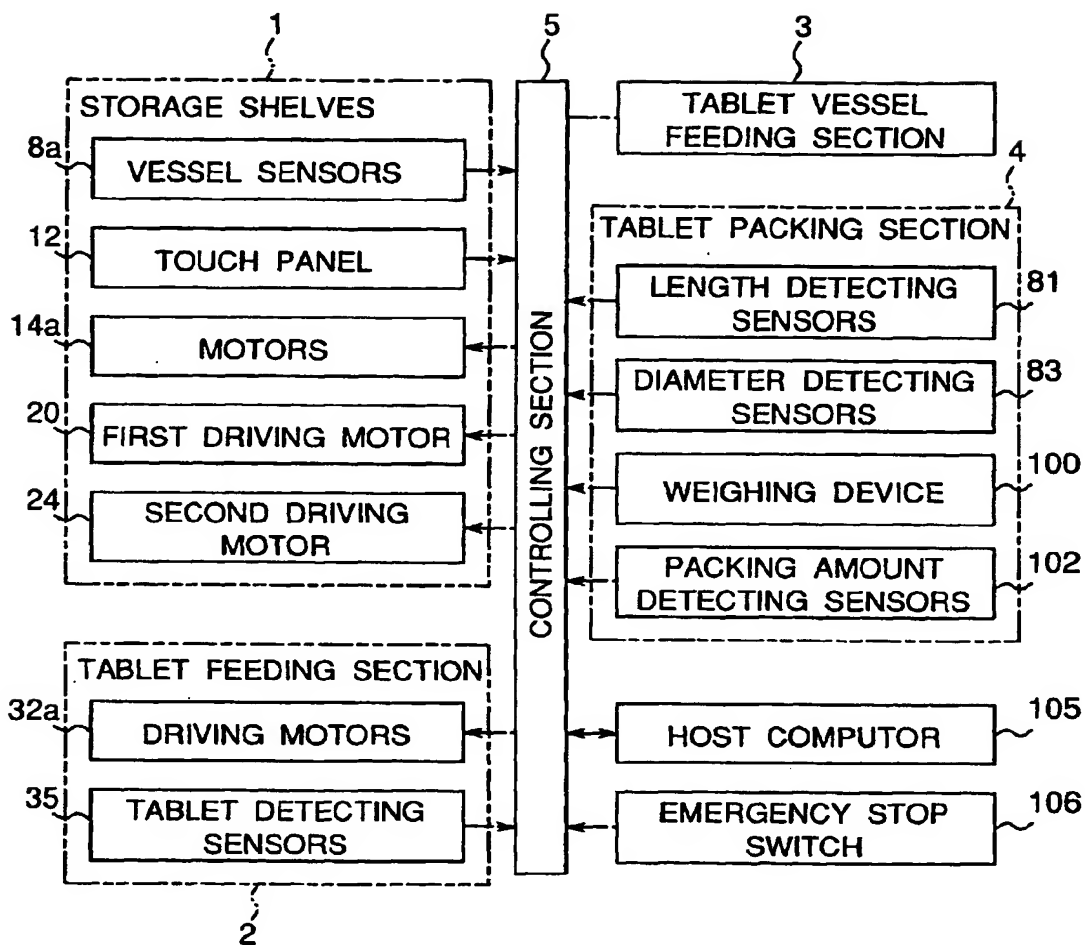 1
STORAGE SHELVES
8a
VESSEL SENSORS
12
TOUCH PANEL
14a
MOTORS
20
FIRST DRIVING MOTOR
24
SECOND DRIVING
MOTOR
TABLET FEEDING SECTION
32a
DRIVING MOTORS
35
TABLET DETECTING
SENSORS
2
5
CONTROLLING SECTION
3
TABLET VESSEL
FEEDING SECTION
4
TABLET PACKING SECTION
LENGTH DETECTING
SENSORS
81
DIAMETER DETECTING
SENSORS
83
WEIGHING DEVICE
100
PACKING AMOUNT
DETECTING SENSORS
102
HOST COMPUTOR
105
EMERGENCY STOP
SWITCH
106